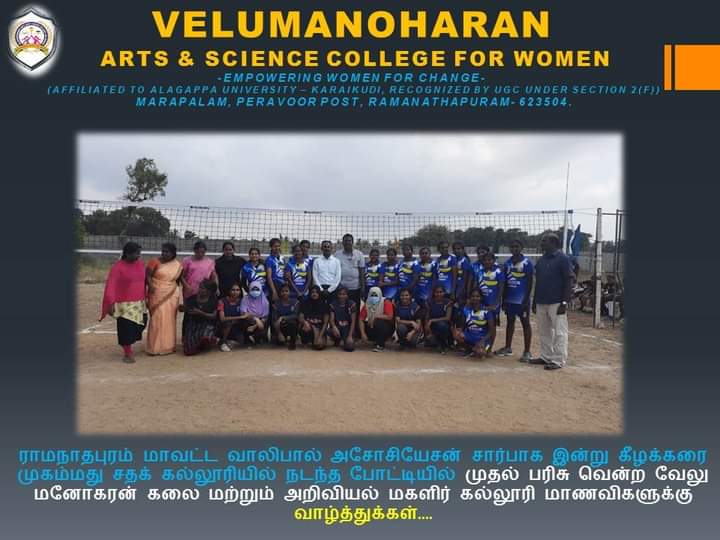 VELUMANOHARAN
ARTS & SCIENCE COLLEGE FOR WOMEN
-EMPOWERING WOMEN FOR CHANGE-
(AFFILIATED TO ALAGAPPA UNIVERSITY – KARAIKUDI, RECOGNIZED BY UGC UNDER SECTION 2(F))
MARAPALAM, PERAVOOR POST, RAMANATHAPURAM- 623504.
ராமநாதபுரம் மாவட்ட வாலிபால் அசோசியேசன் சார்பாக இன்று கீழக்கரை
முகம்மது சதக் கல்லூரியில் நடந்த போட்டியில் முதல் பரிசு வென்ற வேலு
மனோகரன் கலை மற்றும் அறிவியல் மகளிர் கல்லூரி மாணவிகளுக்கு
வாழ்த்துக்கள்....